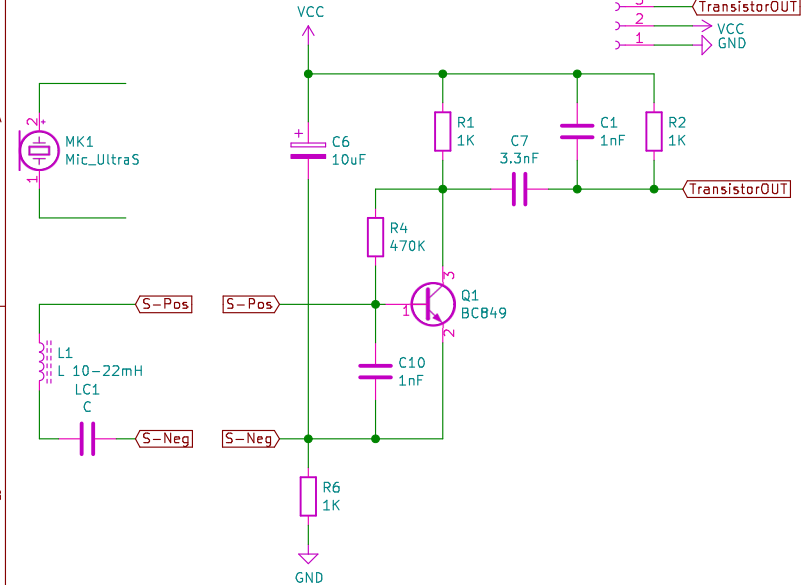 TransistorOUT
2
VCC
1
GND
VCC
2
+
MK1
Mic_UltraS
1
+
C6
10uF
R1
1K
C7
3.3nF
C1
1nF
R2
1K
TransistorOUT
R4
470K
3
Q1
BC849
1
2
S-Pos
S-Pos
L1
L 10-22mH
LC1
C
C10
1nF
S-Neg
S-Neg
R6
1K
GND